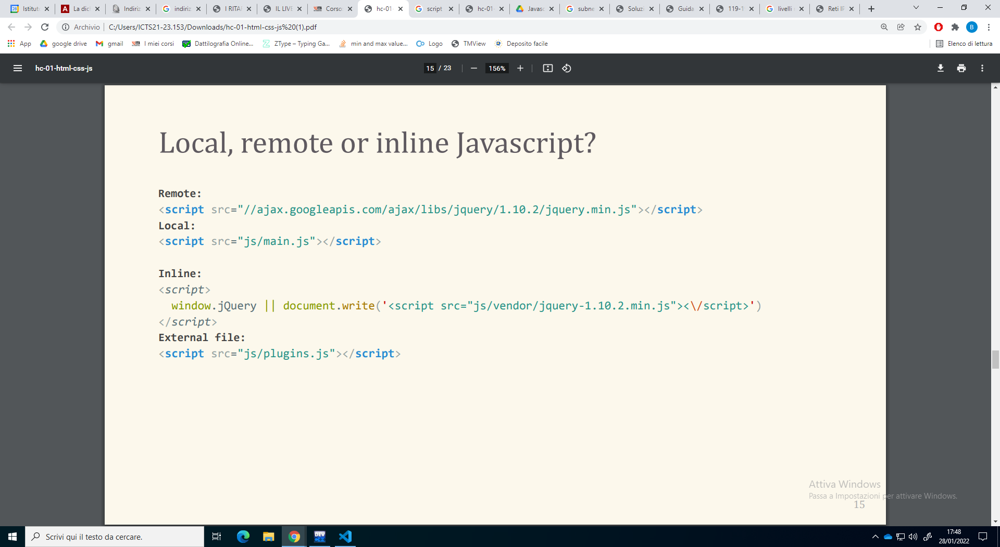 Istitut
La dich
Indiriz
indiriz
I RITAR
IL LIVE
Corso
hc-01-
script
hc-01-
Javasc
subne
Soluzi
Guida
119-1
livelli
Reti IP
Archivio
C:/Users/ICTS21-23.153/Downloads/hc-01-html-css-js%20(1).pdf
B
App
google drive
gmail
I miei corsi
Dattilografia Online...
ZType – Typing Ga...
min and max value...
Logo
TMView
Deposito facile
Elenco di lettura
hc-01-html-css-js
15 / 23
156%
Local, remote or inline Javascript?
Remote:
<script src="//ajax.googleapis.com/ajax/libs/jquery/1.10.2/jquery.min.js"></script>
Local:
<script src="js/main.js"></script>
Inline:
<script>
window.jQuery || document.write('<script src="js/vendor/jquery-1.10.2.min.js"><\/script>')
</script>
External file:
<script src="js/plugins.js"></script>
Attiva Windows
Passa a Impostazioni per attivare Windows.
15
Scrivi qui il testo da cercare.
DEV
17:48
28/01/2022